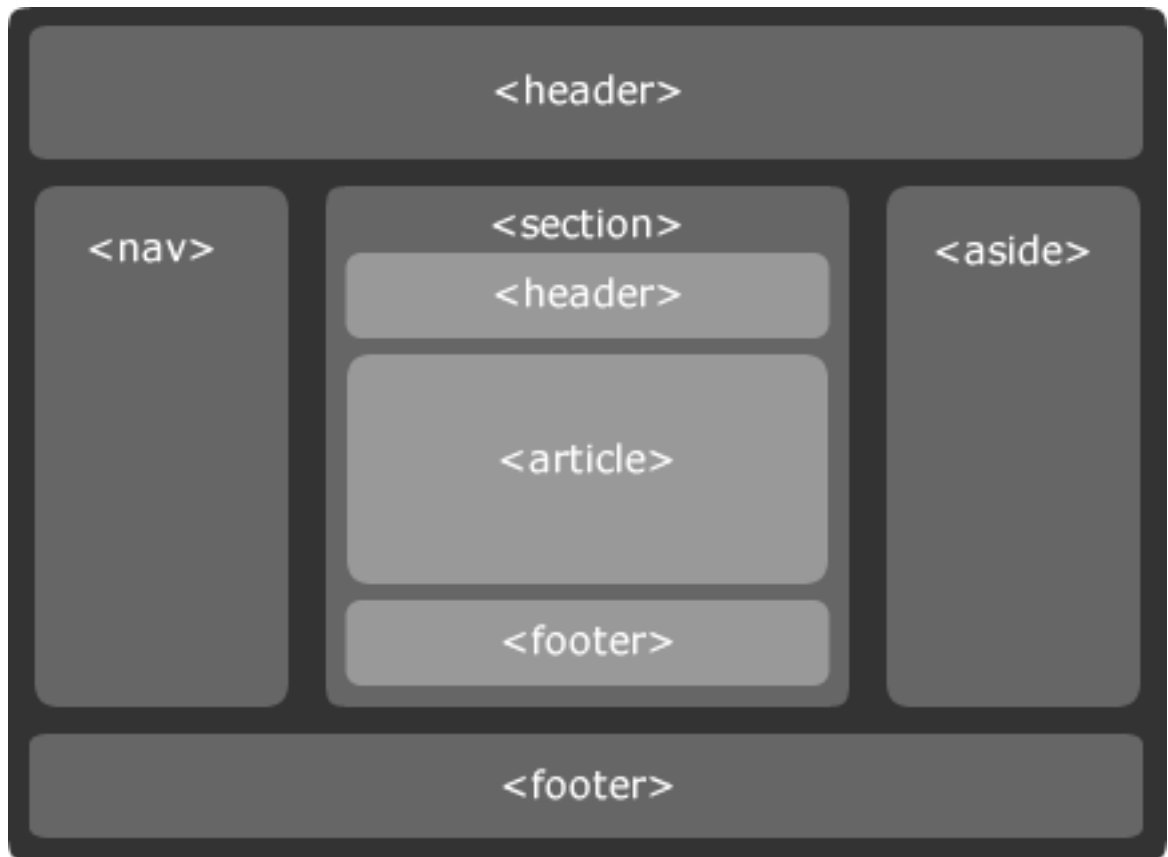 <header>
<nav>
<section>
<header>
<article>
<footer>
<aside>
<footer>